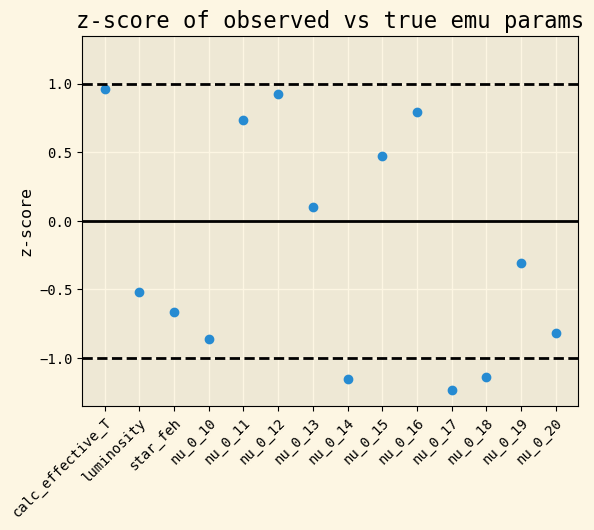 z-score of observed vs true emu params
z-score
1.0
0.5
0.0
−0.5
−1.0
calc_effective_T
luminosity
star_feh
nu_0_10
nu_0_11
nu_0_12
nu_0_13
nu_0_14
nu_0_15
nu_0_16
nu_0_17
nu_0_18
nu_0_19
nu_0_20